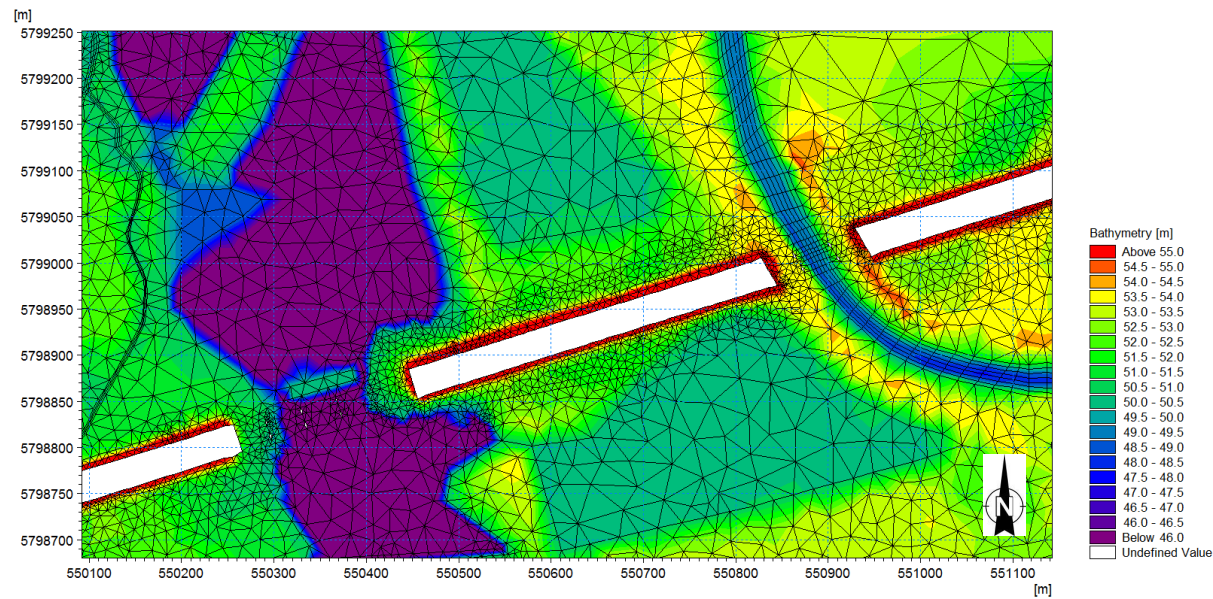 [m]
5799250
5799200
5799150
5799100
5799050
5799000
5798950
5798900
5798850
5798800
5798750
5798700
550100 550200 550300 550400 550500 550600 550700 550800 550900 551000 551100
[m]
N
Bathymetry [m]
Above 55.0
54.5 - 55.0
54.0 - 54.5
53.5 - 54.0
53.0 - 53.5
52.5 - 53.0
52.0 - 52.5
51.5 - 52.0
51.0 - 51.5
50.5 - 51.0
50.0 - 50.5
49.5 - 50.0
49.0 - 49.5
48.5 - 49.0
48.0 - 48.5
47.5 - 48.0
47.0 - 47.5
46.5 - 47.0
46.0 - 46.5
Below 46.0
Undefined Value